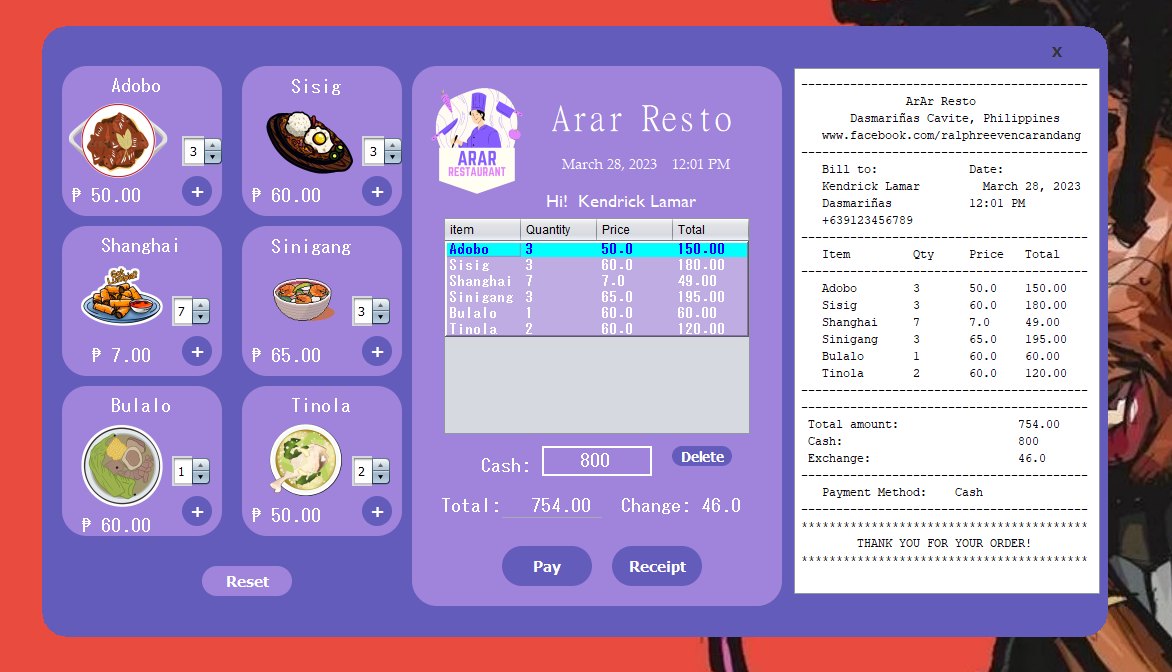 x
Adobo
3
₱ 50.00
+
Sisig
3
₱ 60.00
+
Shanghai
7
₱ 7.00
+
Sinigang
3
₱ 65.00
+
Bulalo
1
₱ 60.00
+
Tinola
2
₱ 50.00
+
Reset
ARAR
RESTAURANT
Arar Resto
March 28, 2023 12:01 PM
Hi! Kendrick Lamar
item Quantity Price Total
Adobo 3 50.0 150.00
Sisig 3 60.0 180.00
Shanghai 7 7.0 49.00
Sinigang 3 65.0 195.00
Bulalo 1 60.0 60.00
Tinola 2 60.0 120.00
Cash: 800 Delete
Total: 754.00 Change: 46.0
Pay Receipt
----------------------------------------
ArAr Resto
Dasmariñas Cavite, Philippines
www.facebook.com/ralphreevencarandang
----------------------------------------
Bill to: Date:
Kendrick Lamar March 28, 2023
Dasmariñas 12:01 PM
+639123456789
----------------------------------------
Item Qty Price Total
----------------------------------------
Adobo 3 50.0 150.00
Sisig 3 60.0 180.00
Shanghai 7 7.0 49.00
Sinigang 3 65.0 195.00
Bulalo 1 60.0 60.00
Tinola 2 60.0 120.00
----------------------------------------
----------------------------------------
Total amount: 754.00
Cash: 800
Exchange: 46.0
----------------------------------------
Payment Method: Cash
----------------------------------------
*****************************************
THANK YOU FOR YOUR ORDER!
*****************************************